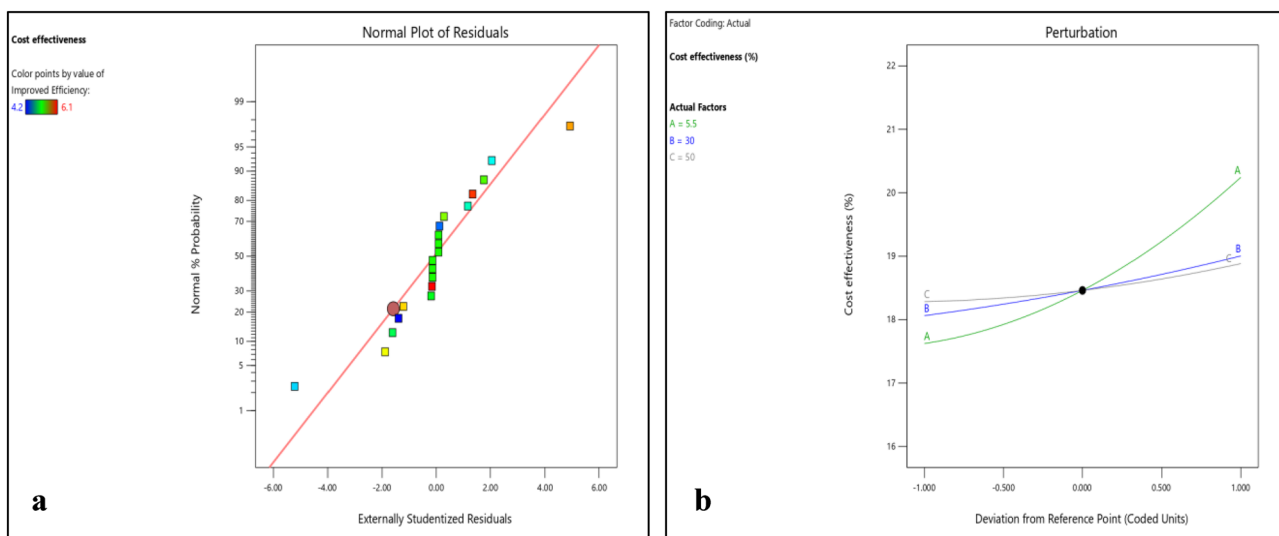 Cost effectiveness
Color points by value of
Improved Efficiency:
4.2 6.1
Normal Plot of Residuals
Normal % Probability
99
95
90
80
70
50
30
20
10
5
1
-6.00 -4.00 -2.00 0.00 2.00 4.00 6.00
Externally Studentized Residuals
a
Factor Coding: Actual
Cost effectiveness (%)
Actual Factors
A = 5.5
B = 30
C = 50
Perturbation
Cost effectiveness (%)
22
21
20
19
18
17
16
A
B
C
C
B
A
-1.000 -0.500 0.000 0.500 1.000
Deviation from Reference Point (Coded Units)
b